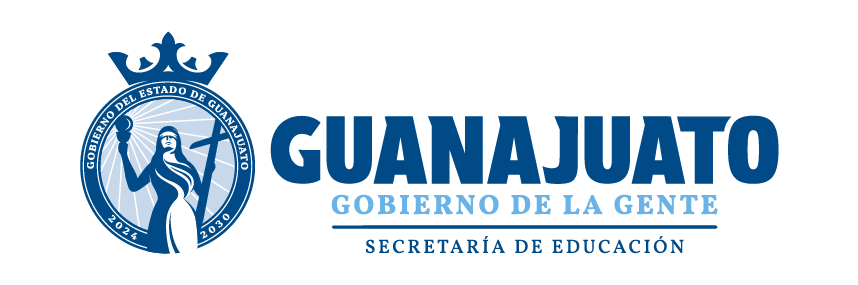 GOBIERNO DEL ESTADO DE GUANAJUATO
2024
2030
GUANAJUATO
GOBIERNO DE LA GENTE
SECRETARÍA DE EDUCACIÓN